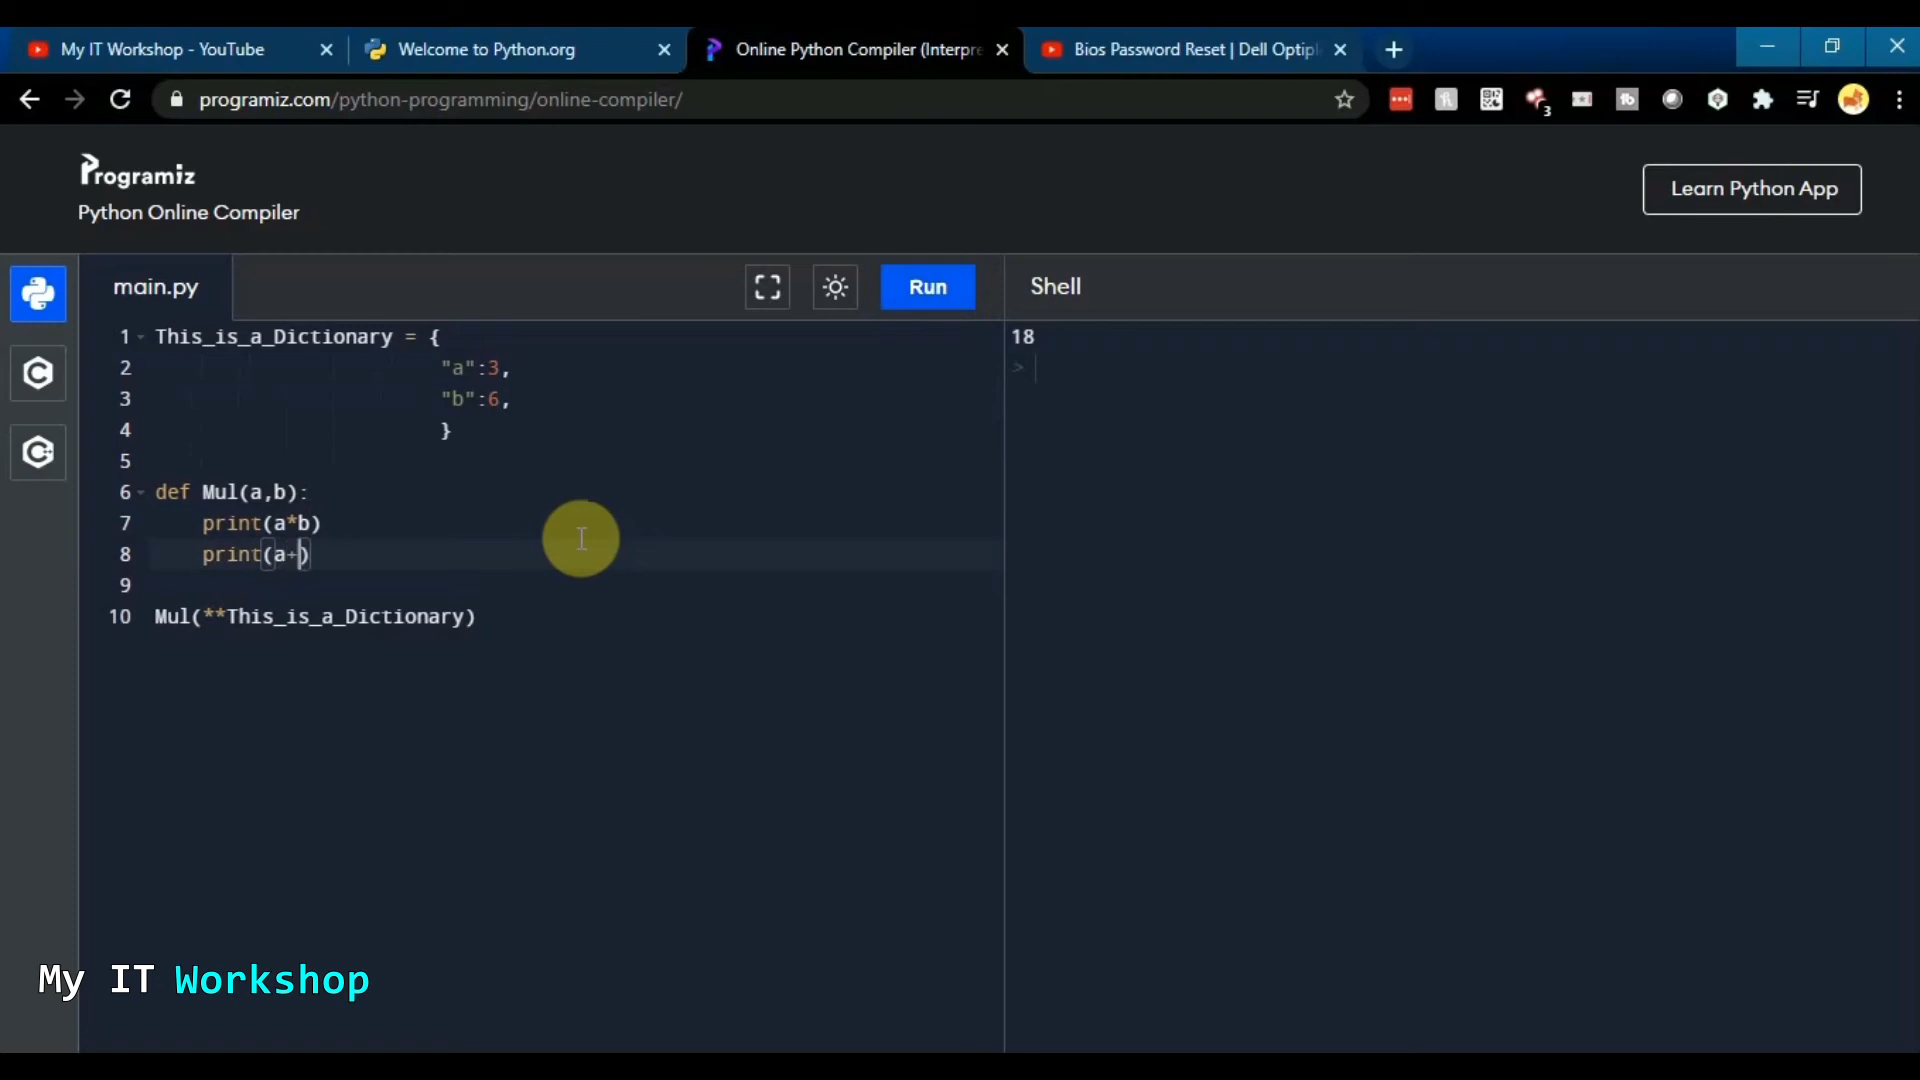 My IT Workshop - YouTube
Welcome to Python.org
Online Python Compiler (Interpre
Bios Password Reset | Dell Optipl
programiz.com/python-programming/online-compiler/
3
Programiz
Python Online Compiler
Learn Python App
main.py
Run
Shell
1 This_is_a_Dictionary = {
2 "a":3,
3 "b":6,
4 }
5
6 def Mul(a,b):
7 print(a*b)
8 print(a+)
9
10 Mul(**This_is_a_Dictionary)
18
>
My IT Workshop